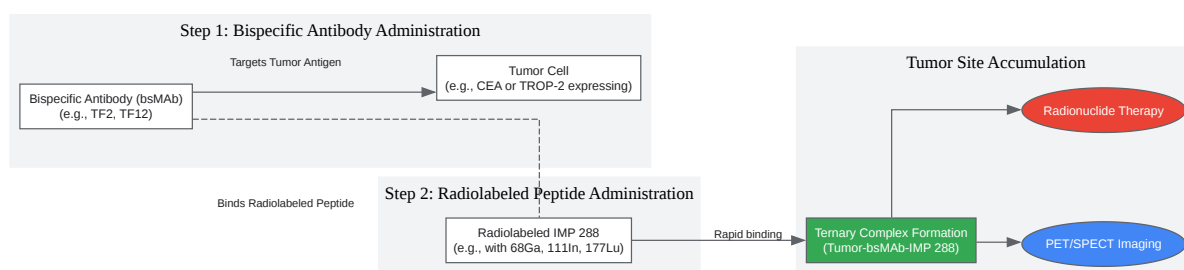 Step 1: Bispecific Antibody Administration
Targets Tumor Antigen
Bispecific Antibody (bsMAb)
(e.g., TF2, TF12)
Tumor Cell
(e.g., CEA or TROP-2 expressing)
Binds Radiolabeled Peptide
Step 2: Radiolabeled Peptide Administration
Radiolabeled IMP 288
(e.g., with 68Ga, 111In, 177Lu)
Rapid binding
Tumor Site Accumulation
Radionuclide Therapy
Ternary Complex Formation
(Tumor-bsMAb-IMP 288)
PET/SPECT Imaging